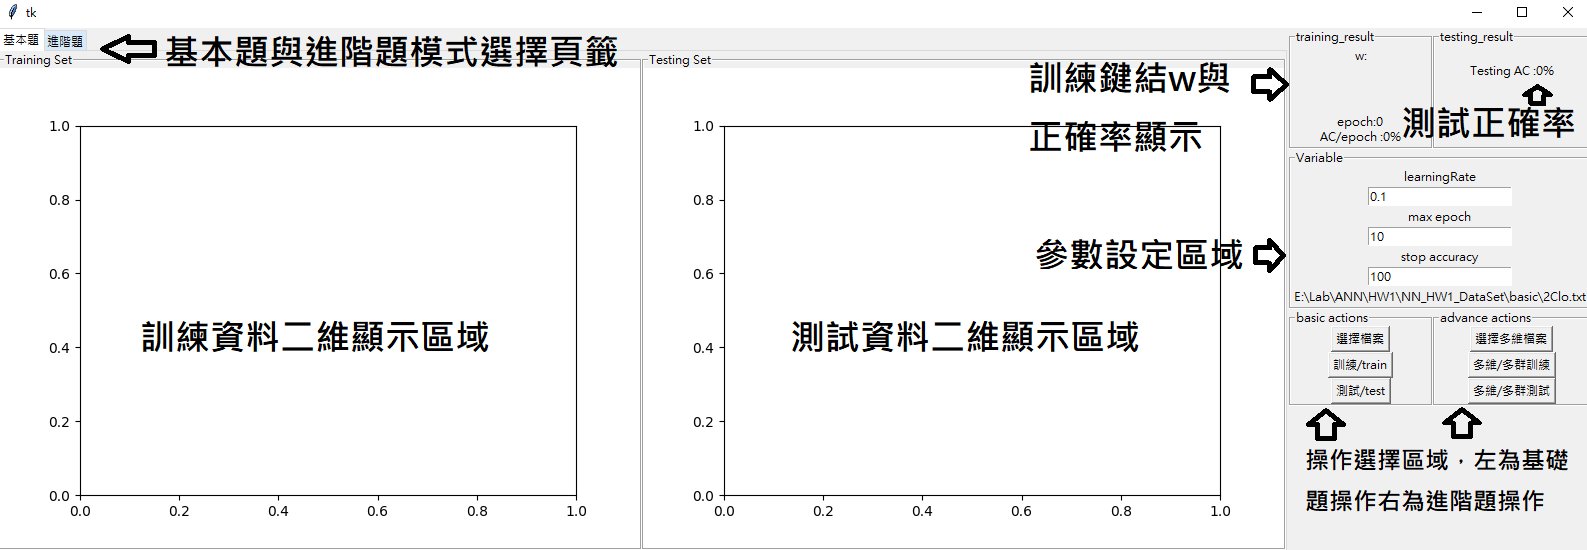 tk
基本題 進階題
基本題與進階題模式選擇頁籤
Training Set
1.0
0.8
0.6
0.4
0.2
0.0
0.0 0.2 0.4 0.6 0.8 1.0
訓練資料二維顯示區域
Testing Set
1.0
0.8
0.6
0.4
0.2
0.0
0.0 0.2 0.4 0.6 0.8 1.0
測試資料二維顯示區域
訓練鍵結w與
正確率顯示
參數設定區域
training_result
w:
epoch:0
AC/epoch :0%
testing_result
Testing AC :0%
測試正確率
Variable
learningRate
0.1
max epoch
10
stop accuracy
100
E:\Lab\ANN\HW1\NN_HW1_DataSet\basic\2Clo.txt
basic actions
選擇檔案
訓練/train
測試/test
advance actions
選擇多維檔案
多維/多群訓練
多維/多群測試
操作選擇區域，左為基礎
題操作右為進階題操作